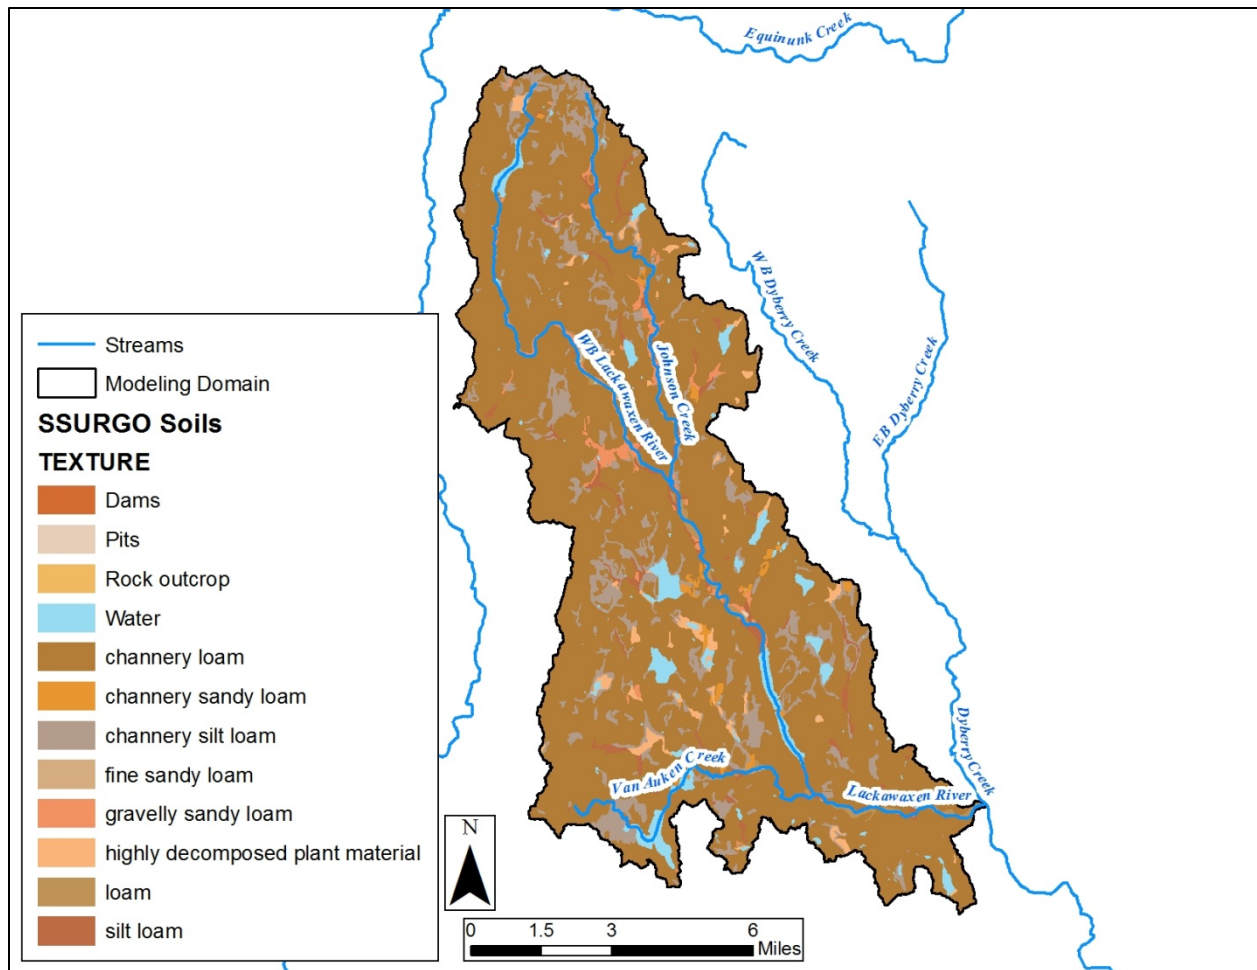 Equinunk Creek
WB Dyberry Creek
EB Dyberry Creek
WB Lackawaxen River
Johnson Creek
Dyberry Creek
Van Auken Creek
Lackawaxen River
Streams
Modeling Domain
SSURGO Soils
TEXTURE
Dams
Pits
Rock outcrop
Water
channery loam
channery sandy loam
channery silt loam
fine sandy loam
gravelly sandy loam
highly decomposed plant material
loam
silt loam
N
0 1.5 3 6
Miles